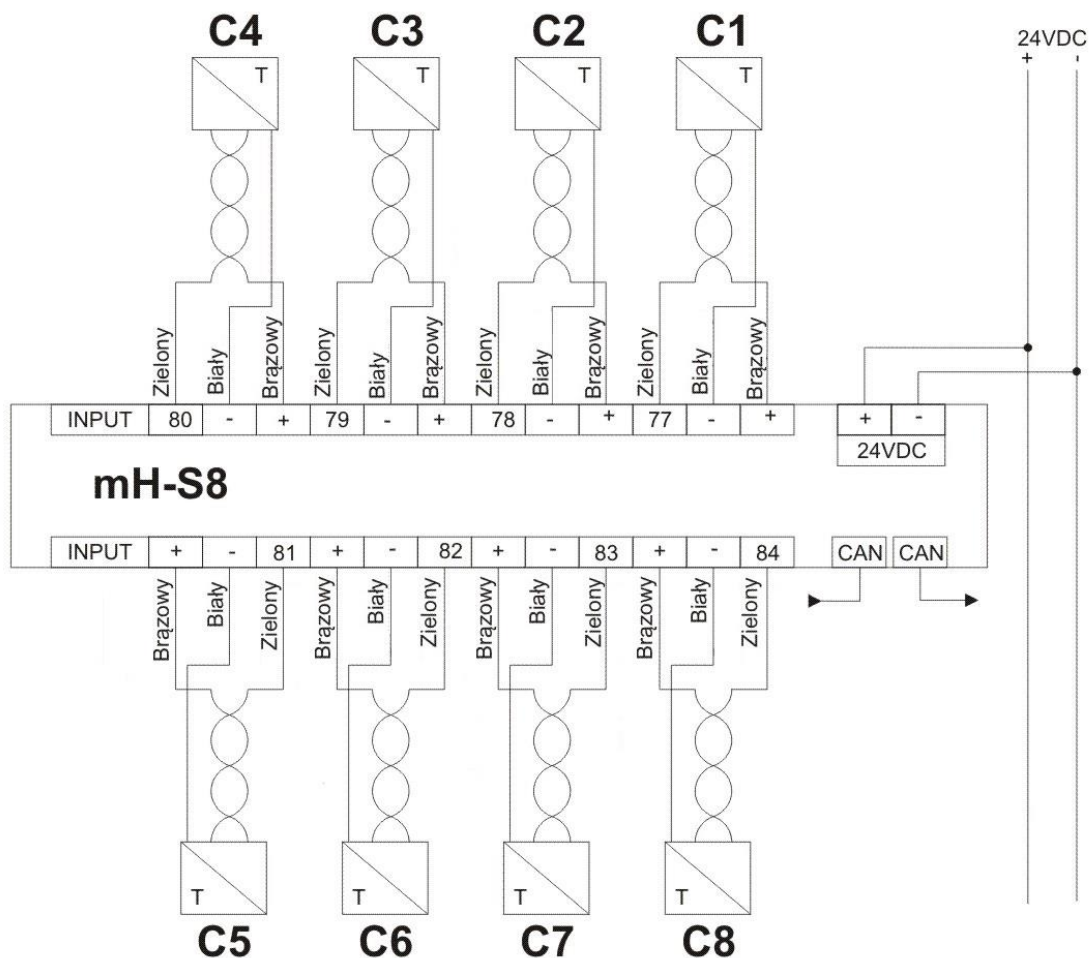 C4 C3 C2 C1
24VDC
+ -
T T T T
Zielony Biały Brązowy Zielony Biały Brązowy Zielony Biały Brązowy Zielony Biały Brązowy
INPUT 80 - + 79 - + 78 - + 77 - + + -
24VDC
mH-S8
INPUT + - 81 + - 82 + - 83 + - 84 CAN CAN
Brązowy Biały Zielony Brązowy Biały Zielony Brązowy Biały Zielony Brązowy Biały Zielony
T T T T
C5 C6 C7 C8